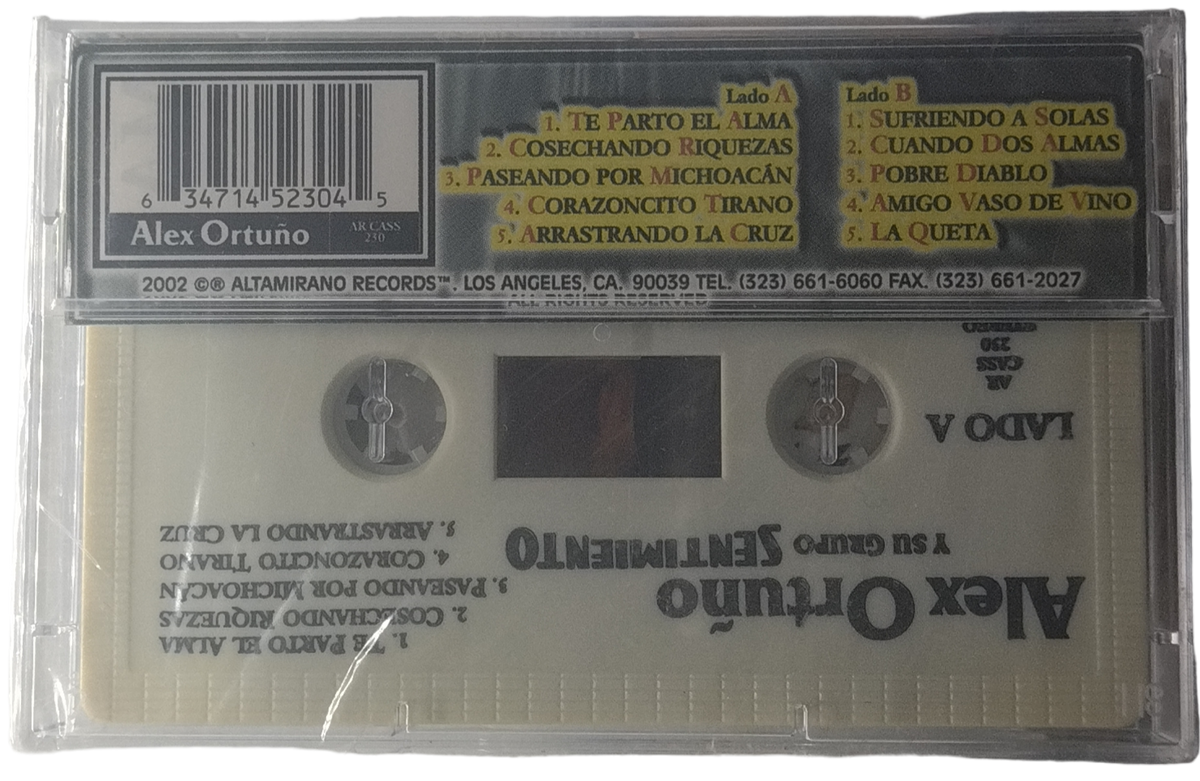 Lado A
1. Te Parto el Alma
2. Cosechando Riquezas
3. Paseando por Michoacán
4. Corazoncito Tirano
5. Arrastrando la Cruz
Lado B
1. Sufriendo a Solas
2. Cuando Dos Almas
3. Pobre Diablo
4. Amigo Vaso de Vino
5. La Queta
6 34714 52304 5
Alex Ortuño
AR CASS
230
2002 ©® ALTAMIRANO RECORDS™. LOS ANGELES, CA. 90039 TEL. (323) 661-6060 FAX. (323) 661-2027
ALL RIGHTS RESERVED
Alex Ortuño
Y SU GRUPO SENTIMIENTO
1. Te Parto el Alma
2. Cosechando Riquezas
3. Paseando por Michoacán
4. Corazoncito Tirano
5. Arrastrando la Cruz
LADO A
AR
CASS
230